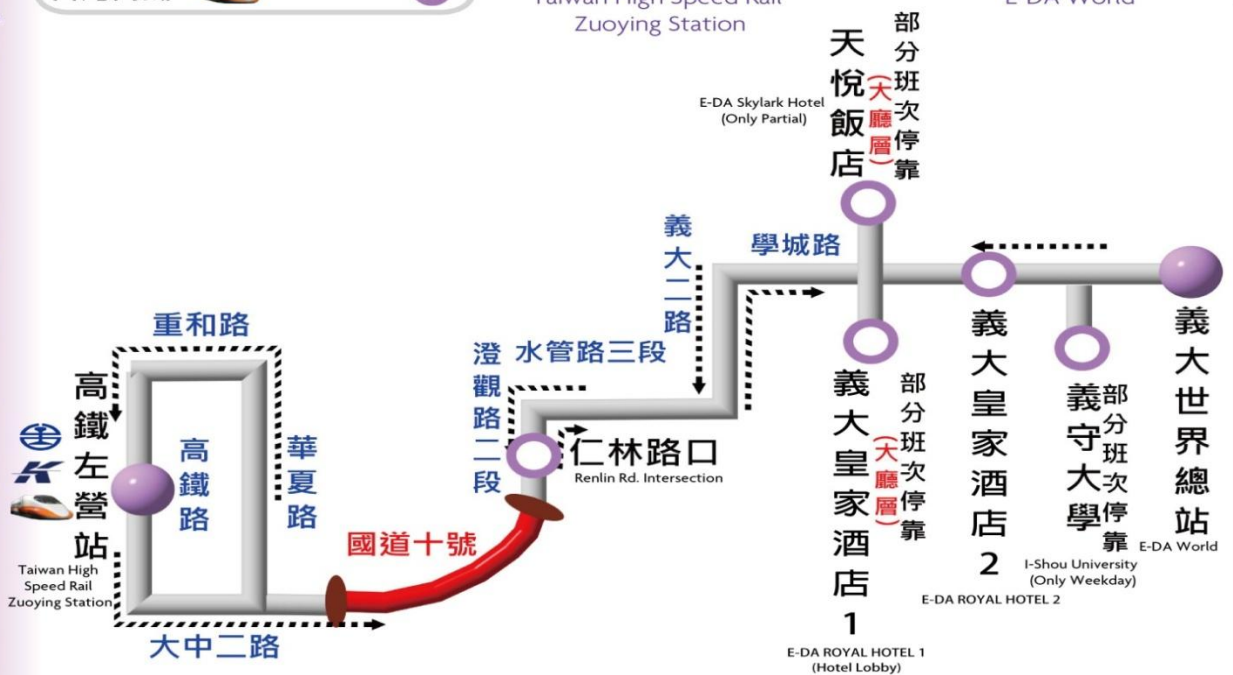 Taiwan High Speed Rail
Zuoying Station
E-DA World
天悅飯店
(大廳層)
部分班次停靠
E-DA Skylark Hotel
(Only Partial)
義大二路
學城路
重和路
澄觀路二段
水管路三段
高鐵左營站
高鐵路
華夏路
仁林路口
Renlin Rd. Intersection
國道十號
Taiwan High
Speed Rail
Zuoying Station
大中二路
義大皇家酒店1
(大廳層)
部分班次停靠
E-DA ROYAL HOTEL 1
(Hotel Lobby)
義大皇家酒店2
E-DA ROYAL HOTEL 2
義守大學
部分班次停靠
I-Shou University
(Only Weekday)
義大世界總站
E-DA World